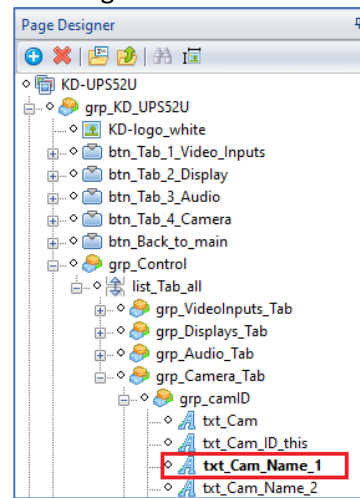 Page Designer
KD-UPS52U
grp_KD_UPS52U
KD-logo_white
btn_Tab_1_Video_Inputs
btn_Tab_2_Display
btn_Tab_3_Audio
btn_Tab_4_Camera
btn_Back_to_main
grp_Control
list_Tab_all
grp_VideoInputs_Tab
grp_Displays_Tab
grp_Audio_Tab
grp_Camera_Tab
grp_camID
txt_Cam
txt_Cam_ID_this
txt_Cam_Name_1
txt_Cam_Name_2